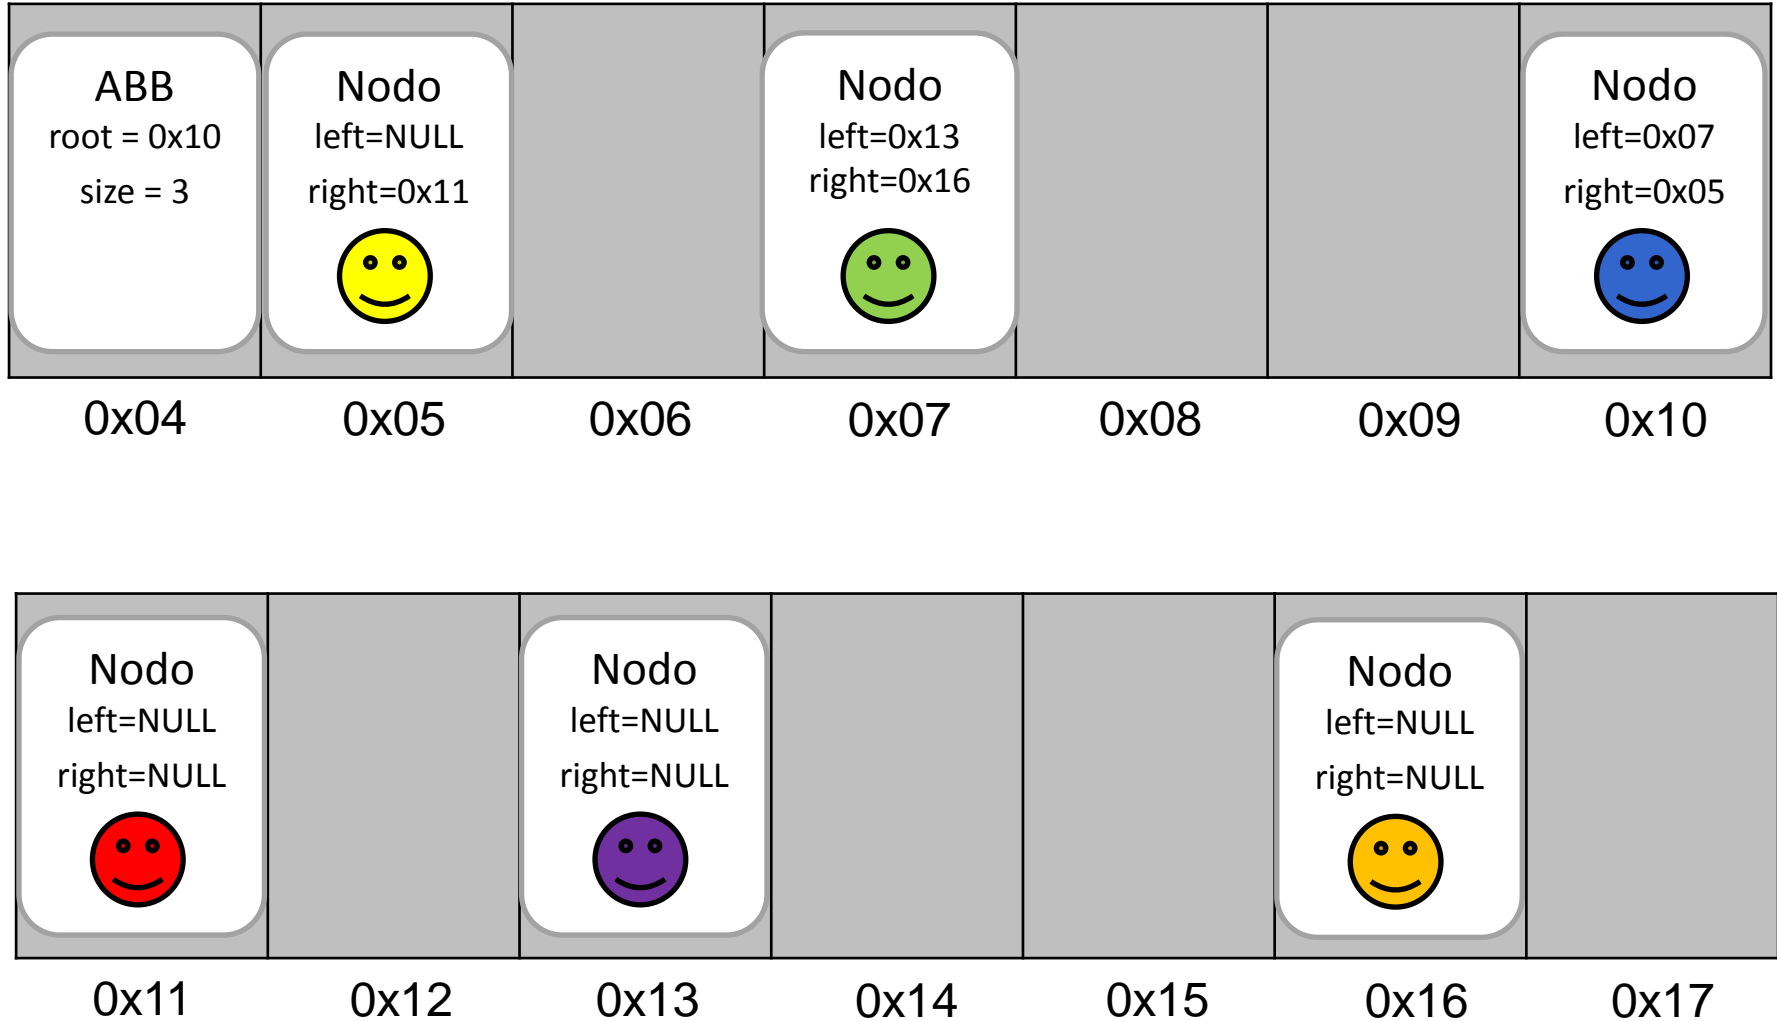 ABB
root = 0x10
size = 3
Nodo
left=NULL
right=0x11
Nodo
left=0x13
right=0x16
Nodo
left=0x07
right=0x05
0x04
0x05
0x06
0x07
0x08
0x09
0x10
Nodo
left=NULL
right=NULL
Nodo
left=NULL
right=NULL
Nodo
left=NULL
right=NULL
0x11
0x12
0x13
0x14
0x15
0x16
0x17